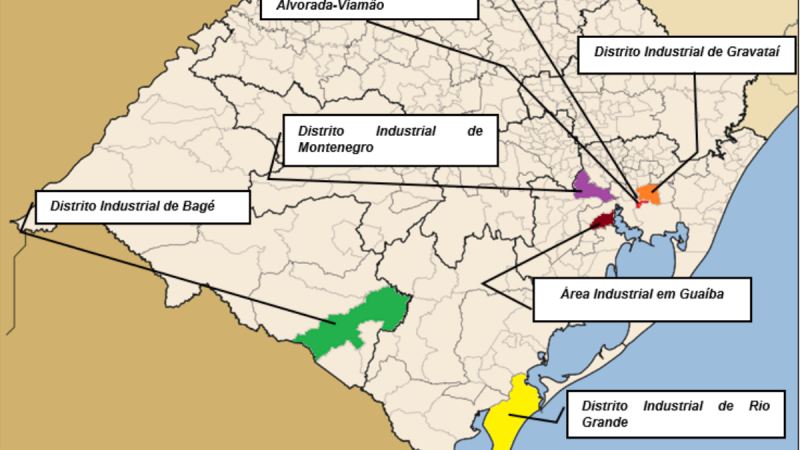 Alvorada-Viamão
Distrito Industrial de Gravataí
Distrito Industrial de
Montenegro
Distrito Industrial de Bagé
Área Industrial em Guaíba
Distrito Industrial de Rio
Grande